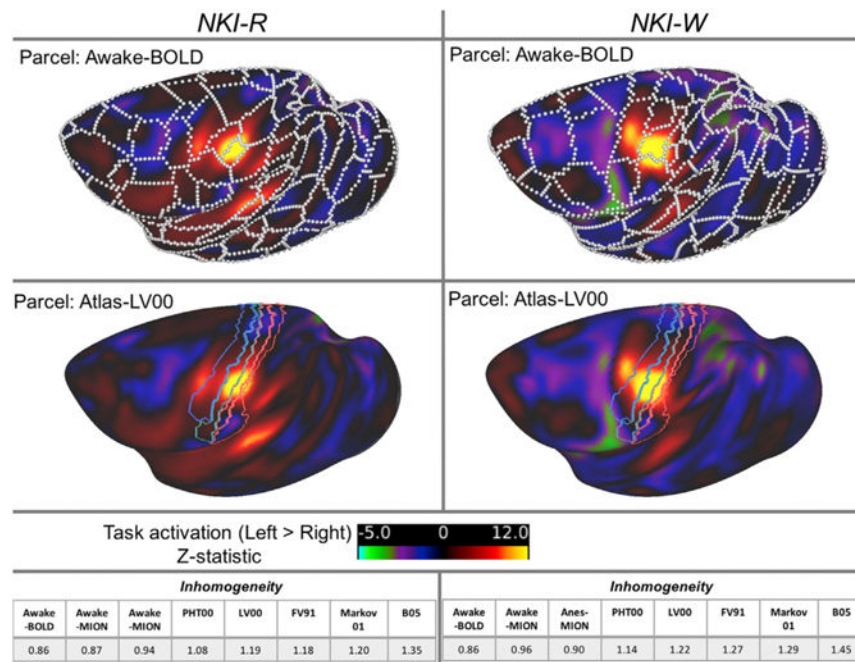 NKI-R NKI-W
Parcel: Awake-BOLD Parcel: Awake-BOLD
Parcel: Atlas-LV00 Parcel: Atlas-LV00
Task activation (Left > Right) -5.0 0 12.0
Z-statistic
Inhomogeneity Inhomogeneity
Awake -BOLD Awake -MION Awake -MION PHT00 LV00 FV91 Markov 01 B05 Awake -BOLD Awake -MION Anes- MION PHT00 LV00 FV91 Markov 01 B05
0.86 0.87 0.94 1.08 1.19 1.18 1.20 1.35 0.86 0.96 0.90 1.14 1.22 1.27 1.29 1.45